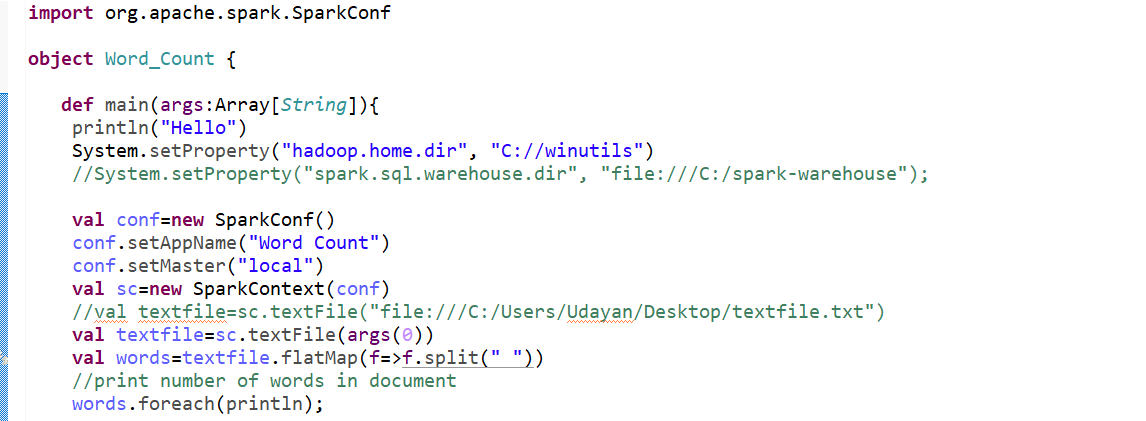 import org.apache.spark.SparkConf
object Word_Count {
def main(args:Array[String]){
println("Hello")
System.setProperty("hadoop.home.dir", "C://winutils")
//System.setProperty("spark.sql.warehouse.dir", "file:///C:/spark-warehouse");
val conf=new SparkConf()
conf.setAppName("Word Count")
conf.setMaster("local")
val sc=new SparkContext(conf)
//val textfile=sc.textFile("file:///C:/Users/Udayan/Desktop/textfile.txt")
val textfile=sc.textFile(args(0))
val words=textfile.flatMap(f=>f.split(" "))
//print number of words in document
words.foreach(println);